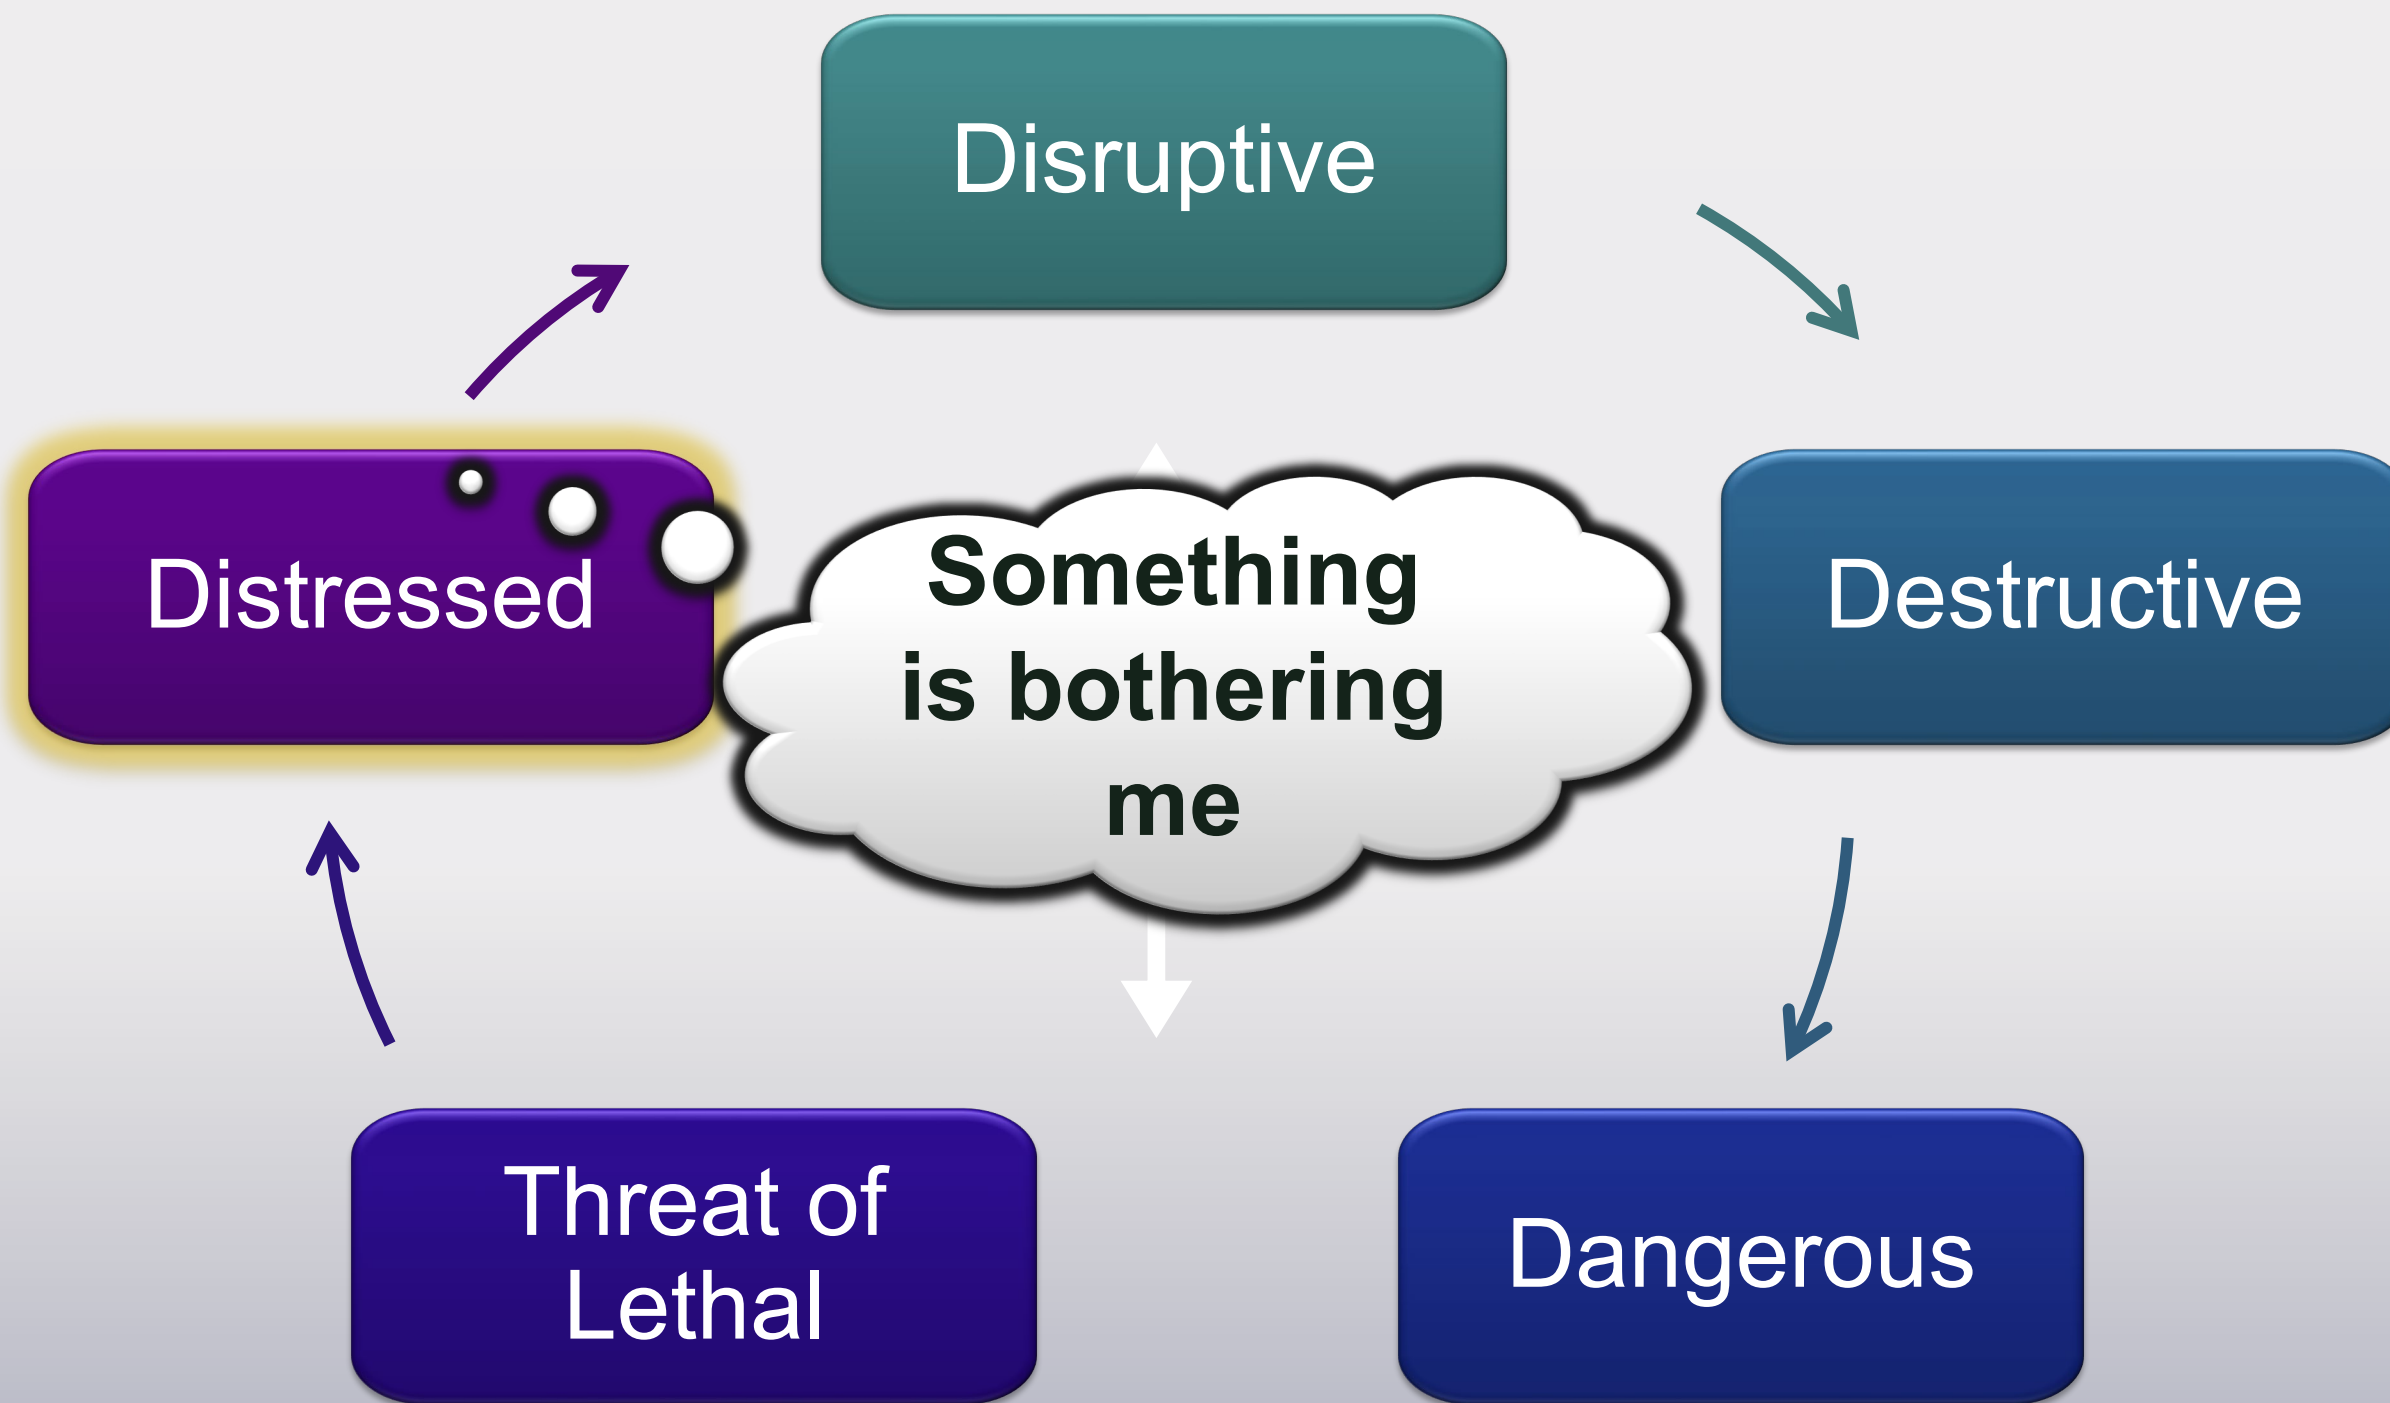 Disruptive
Distressed
Something
is bothering
me
Destructive
Threat of
Lethal
Dangerous